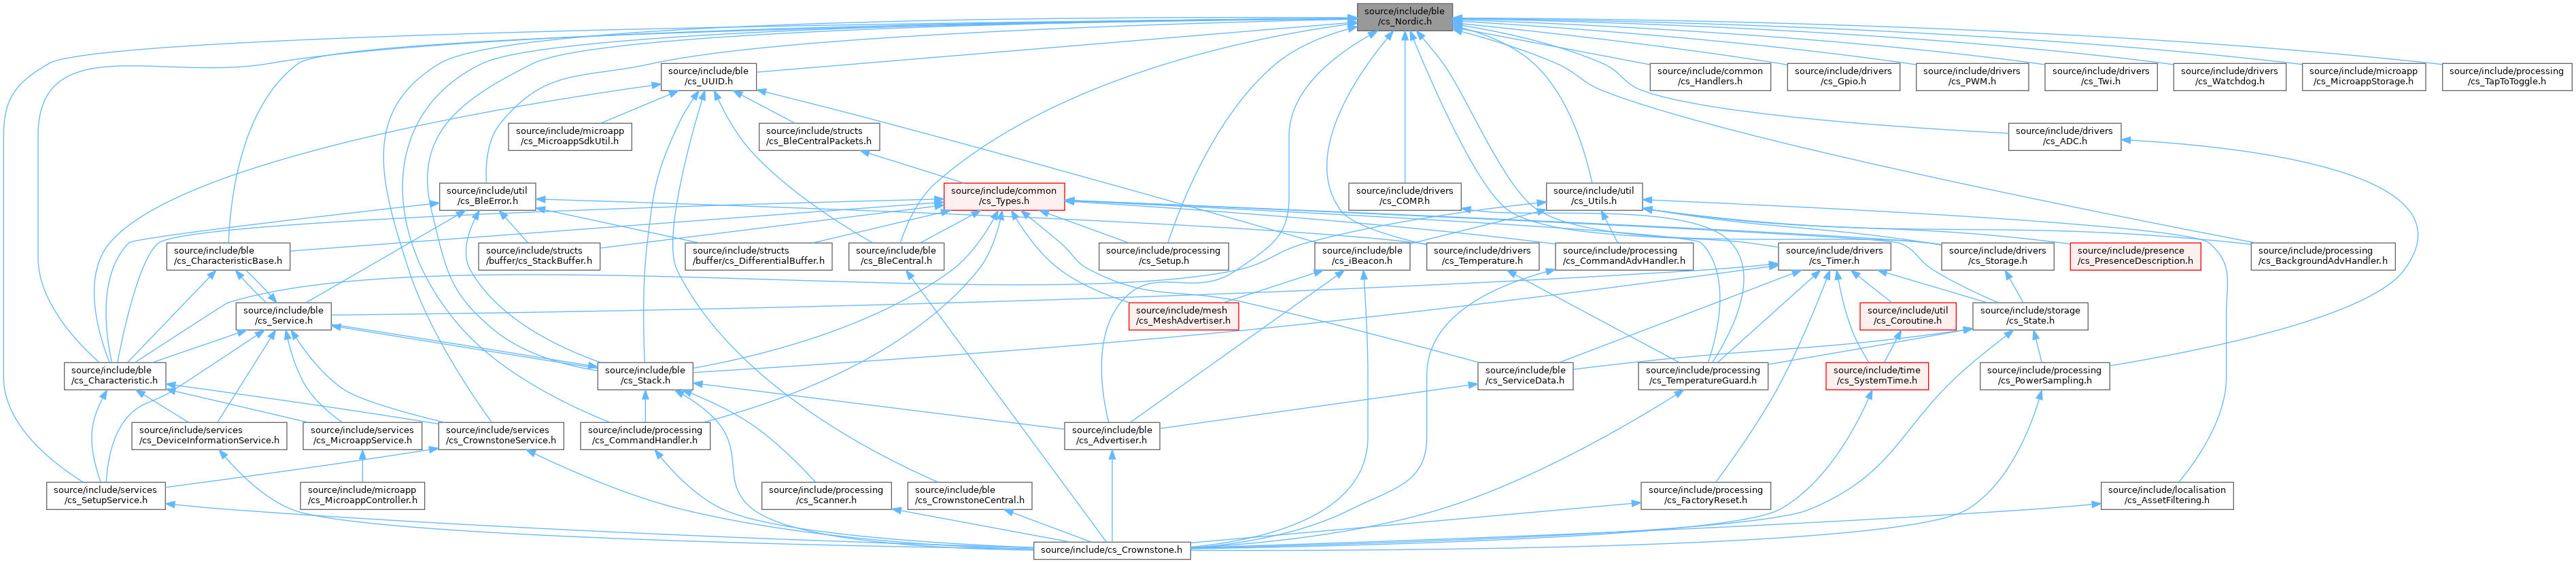 source/include/ble
/cs_Nordic.h
source/include/ble
/cs_UUID.h
source/include/common
/cs_Handlers.h
source/include/drivers
/cs_Gpio.h
source/include/drivers
/cs_PWM.h
source/include/drivers
/cs_Twi.h
source/include/drivers
/cs_Watchdog.h
source/include/microapp
/cs_MicroappStorage.h
source/include/processing
/cs_TapToToggle.h
source/include/microapp
/cs_MicroappSdkUtil.h
source/include/structs
/cs_BleCentralPackets.h
source/include/drivers
/cs_ADC.h
source/include/util
/cs_BleError.h
source/include/common
/cs_Types.h
source/include/drivers
/cs_COMP.h
source/include/util
/cs_Utils.h
source/include/ble
/cs_CharacteristicBase.h
source/include/structs
/buffer/cs_StackBuffer.h
source/include/structs
/buffer/cs_DifferentialBuffer.h
source/include/ble
/cs_BleCentral.h
source/include/processing
/cs_Setup.h
source/include/ble
/cs_iBeacon.h
source/include/drivers
/cs_Temperature.h
source/include/processing
/cs_CommandAdvHandler.h
source/include/drivers
/cs_Timer.h
source/include/drivers
/cs_Storage.h
source/include/presence
/cs_PresenceDescription.h
source/include/processing
/cs_BackgroundAdvHandler.h
source/include/ble
/cs_Service.h
source/include/mesh
/cs_MeshAdvertiser.h
source/include/util
/cs_Coroutine.h
source/include/storage
/cs_State.h
source/include/ble
/cs_Characteristic.h
source/include/ble
/cs_Stack.h
source/include/ble
/cs_ServiceData.h
source/include/processing
/cs_TemperatureGuard.h
source/include/time
/cs_SystemTime.h
source/include/processing
/cs_PowerSampling.h
source/include/services
/cs_DeviceInformationService.h
source/include/services
/cs_MicroappService.h
source/include/services
/cs_CrownstoneService.h
source/include/processing
/cs_CommandHandler.h
source/include/ble
/cs_Advertiser.h
source/include/services
/cs_SetupService.h
source/include/microapp
/cs_MicroappController.h
source/include/processing
/cs_Scanner.h
source/include/ble
/cs_CrownstoneCentral.h
source/include/processing
/cs_FactoryReset.h
source/include/localisation
/cs_AssetFiltering.h
source/include/cs_Crownstone.h